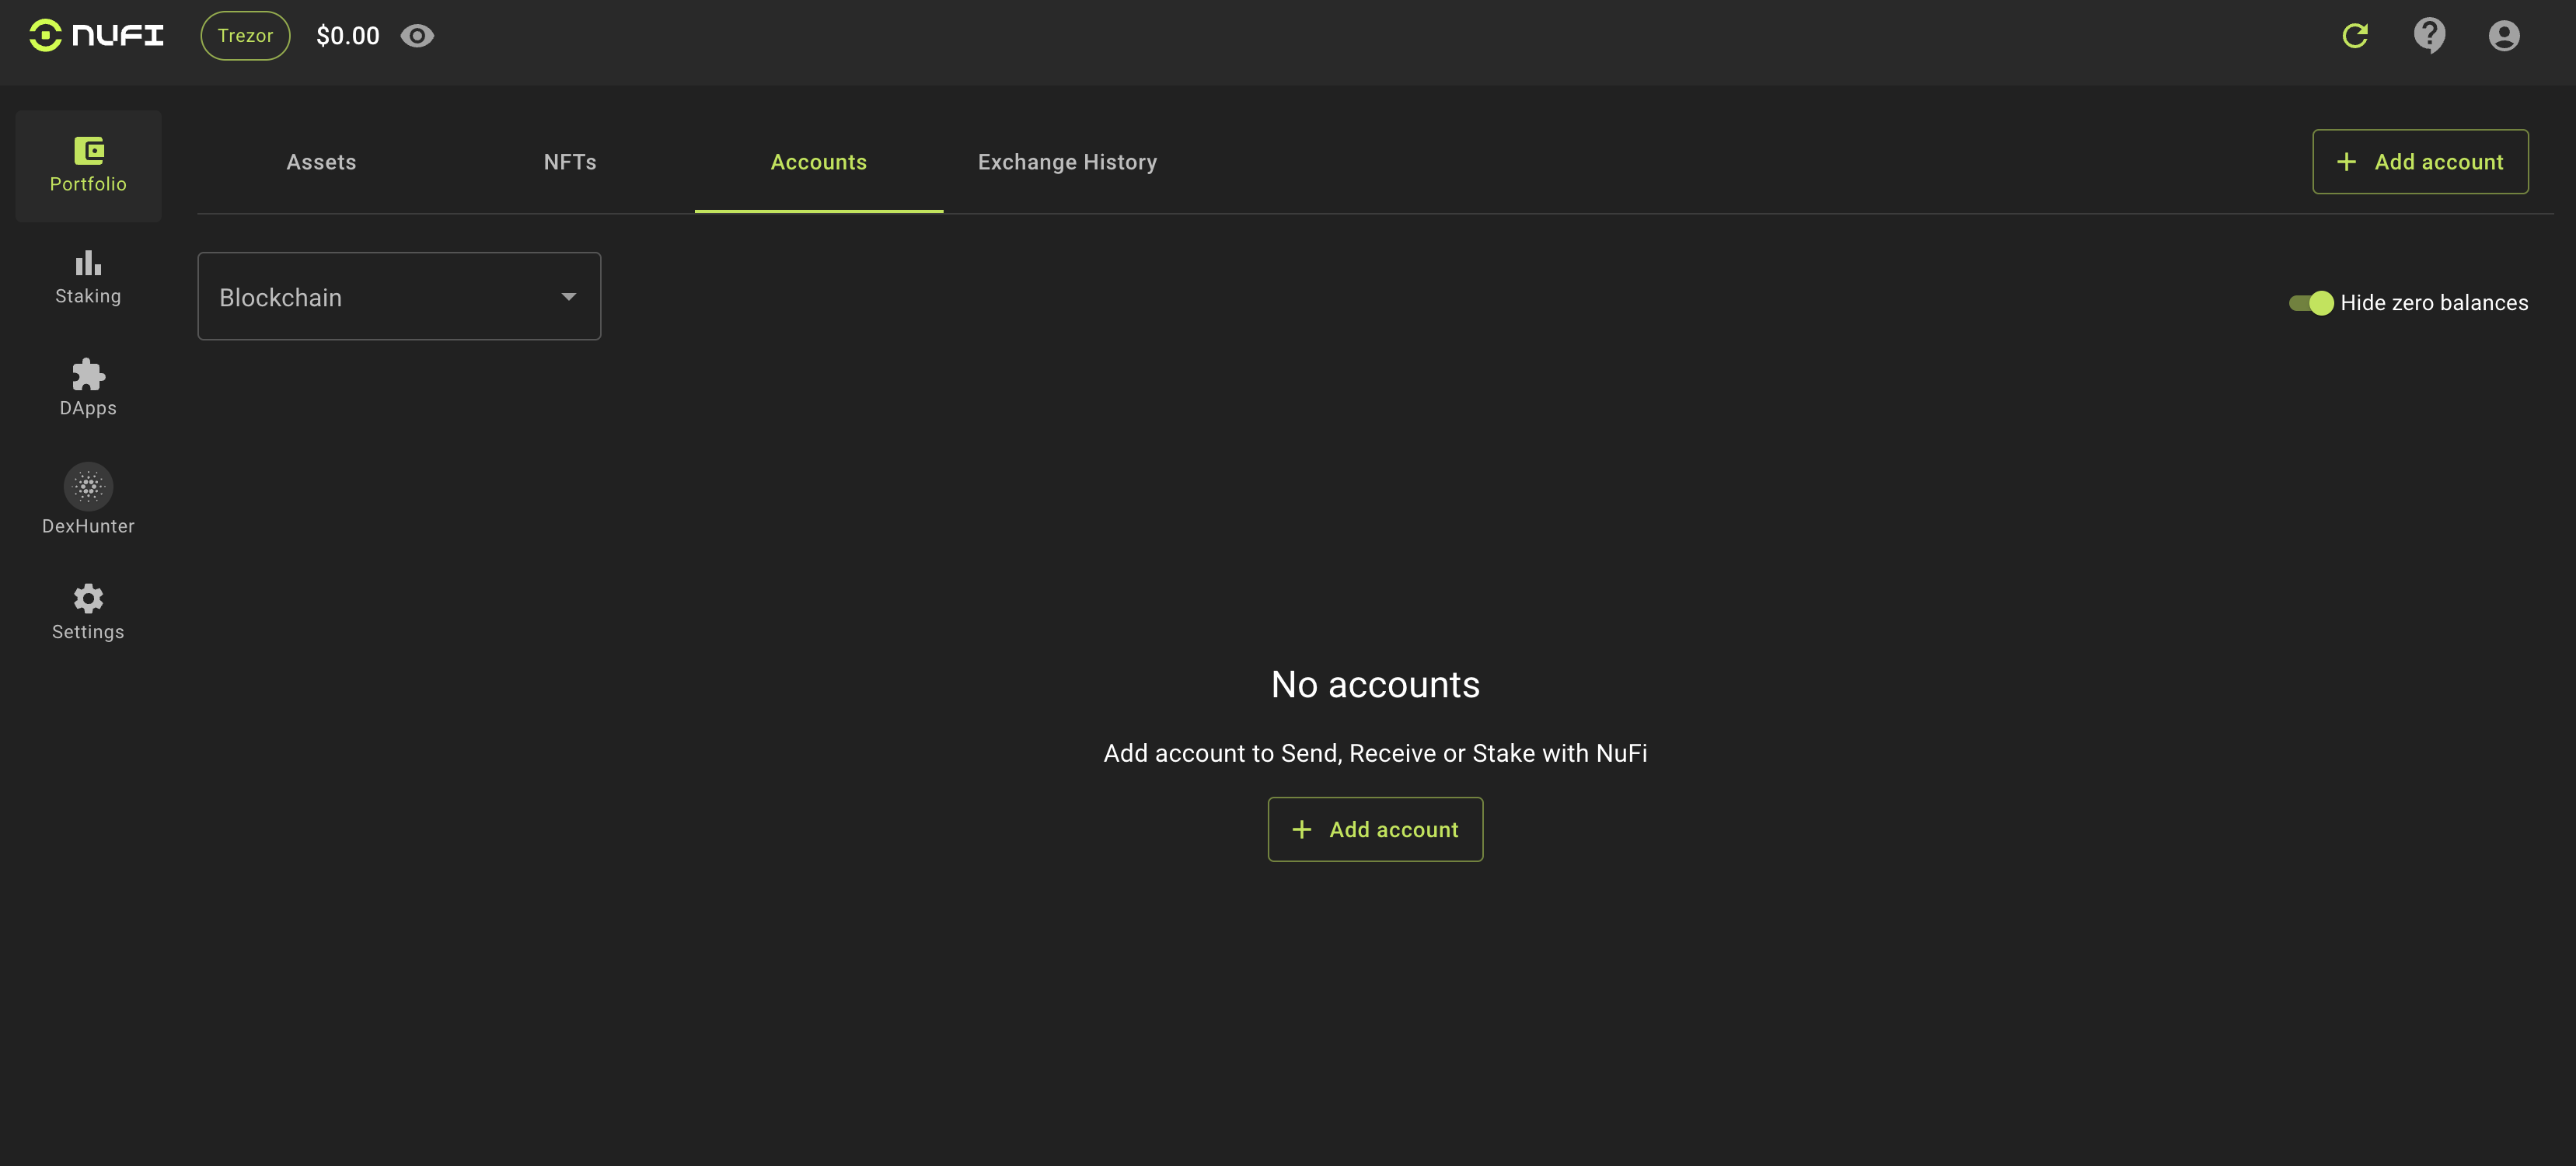 NUFI
Trezor
$0.00
Portfolio
Staking
DApps
DexHunter
Settings
Assets
NFTs
Accounts
Exchange History
Add account
Blockchain
Hide zero balances
No accounts
Add account to Send, Receive or Stake with NuFi
Add account